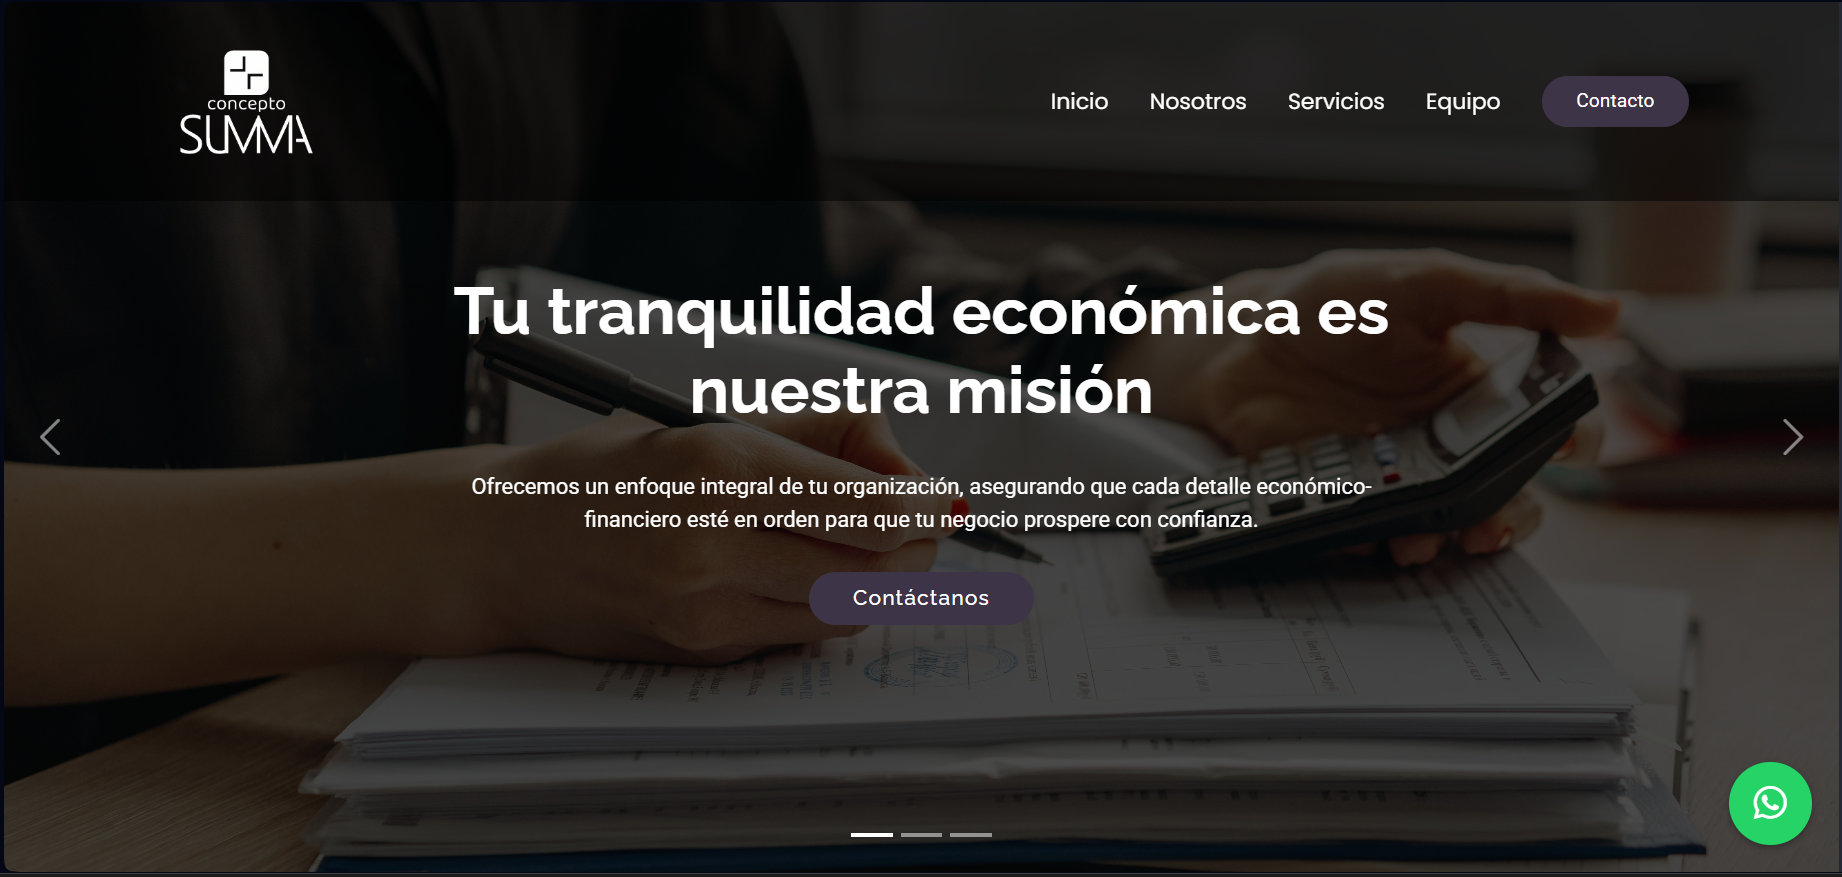 concepto
SUMMA
Inicio Nosotros Servicios Equipo Contacto
Tu tranquilidad económica es
nuestra misión
Ofrecemos un enfoque integral de tu organización, asegurando que cada detalle económico-
financiero esté en orden para que tu negocio prospere con confianza.
Contáctanos